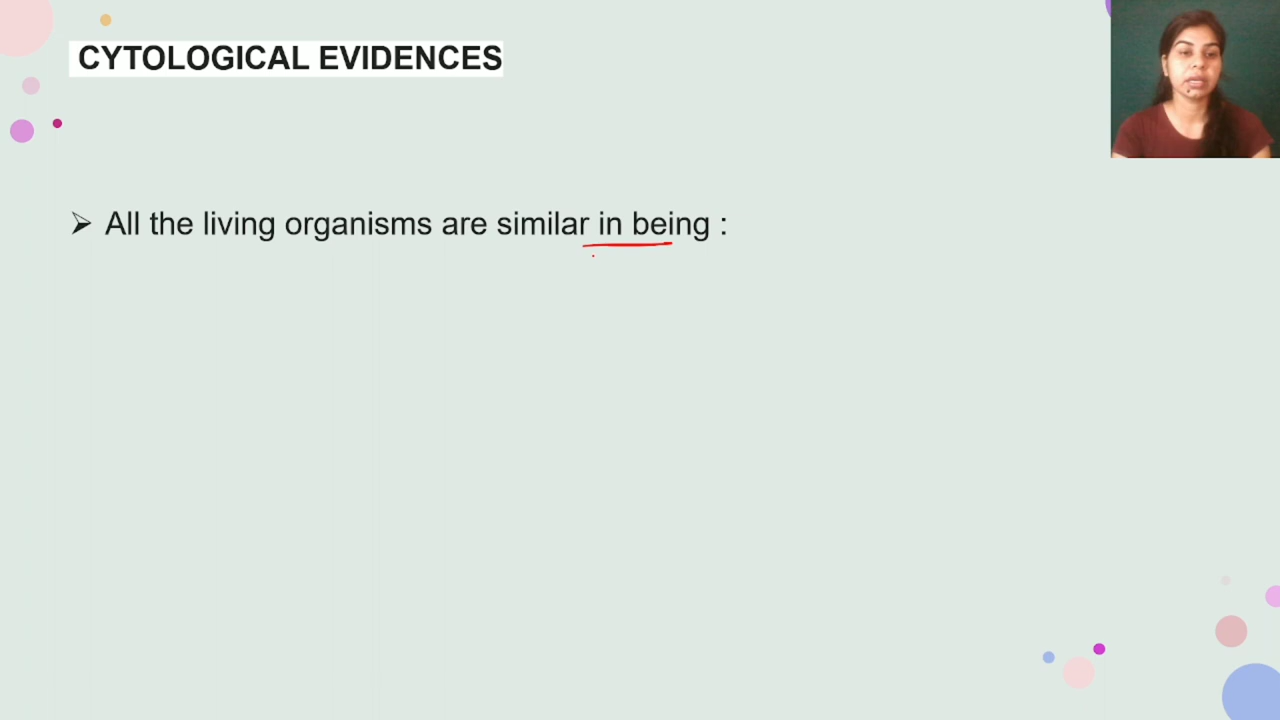 CYTOLOGICAL EVIDENCES
All the living organisms are similar in being :